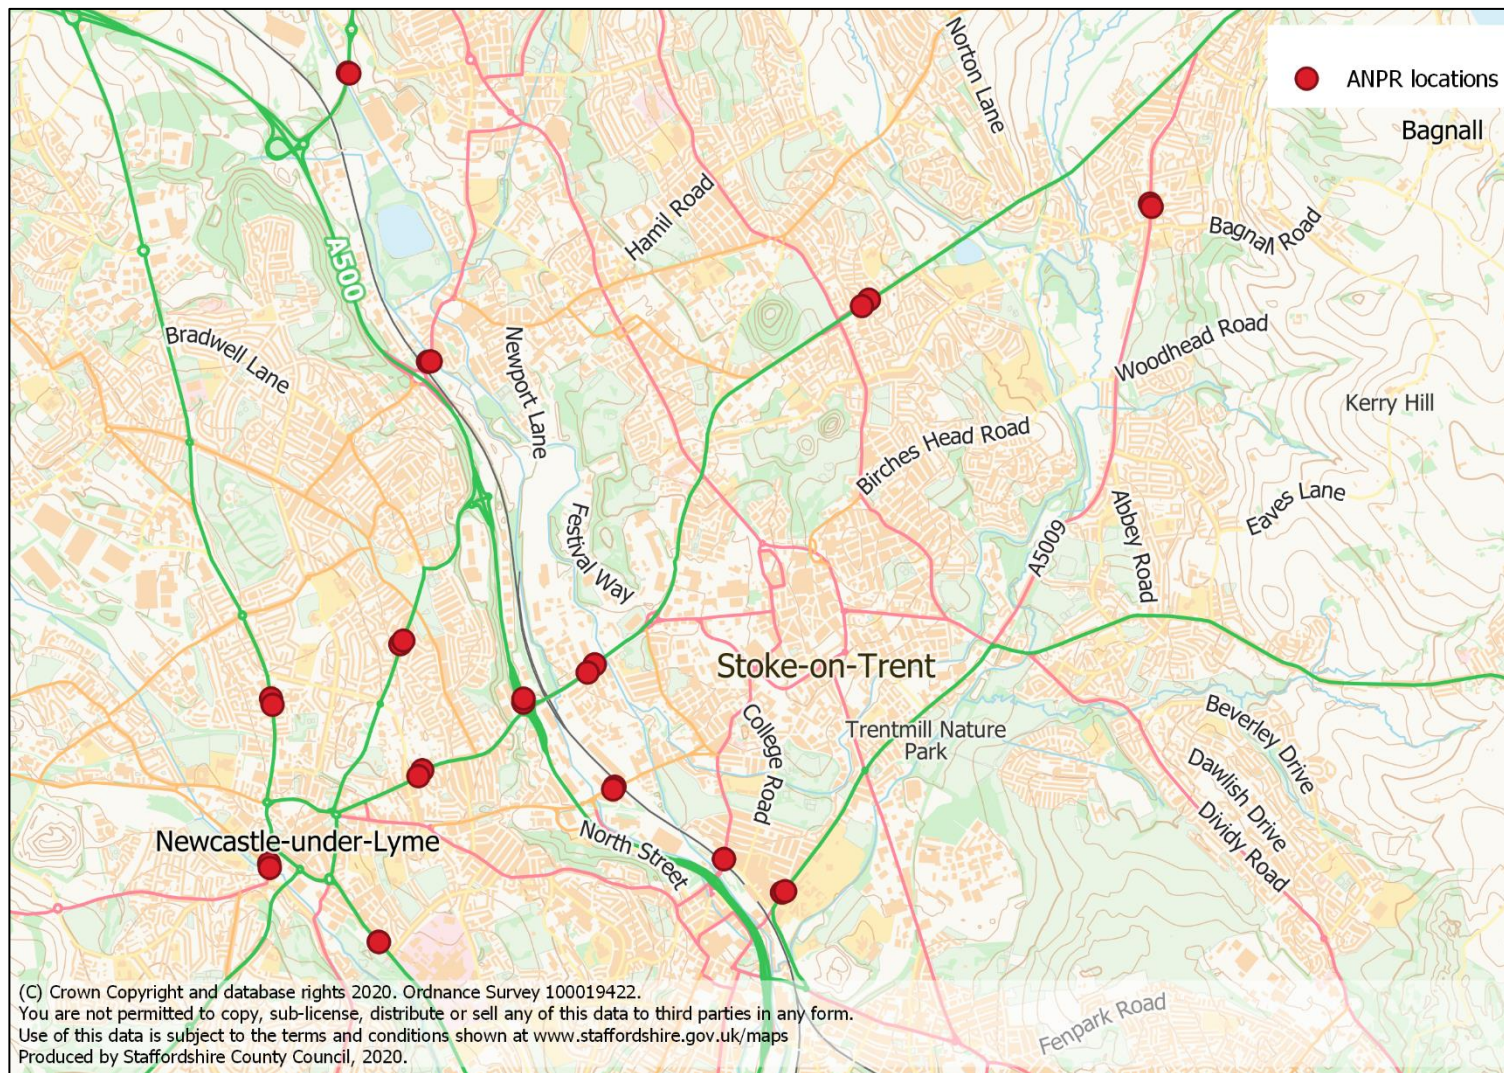 ANPR locations
Norton Lane
Bagnall
Hamil Road
Bagnall Road
A500
Bradwell Lane
Newport Lane
Woodhead Road
Kerry Hill
Birches Head Road
Eaves Lane
Abbey Road
A5009
Festival Way
Stoke-on-Trent
College Road
Trentmill Nature
Park
Beverley Drive
Dawlish Drive
Dividy Road
Newcastle-under-Lyme
North Street
Fenpark Road
(C) Crown Copyright and database rights 2020. Ordnance Survey 100019422.
You are not permitted to copy, sub-license, distribute or sell any of this data to third parties in any form.
Use of this data is subject to the terms and conditions shown at www.staffordshire.gov.uk/maps
Produced by Staffordshire County Council, 2020.